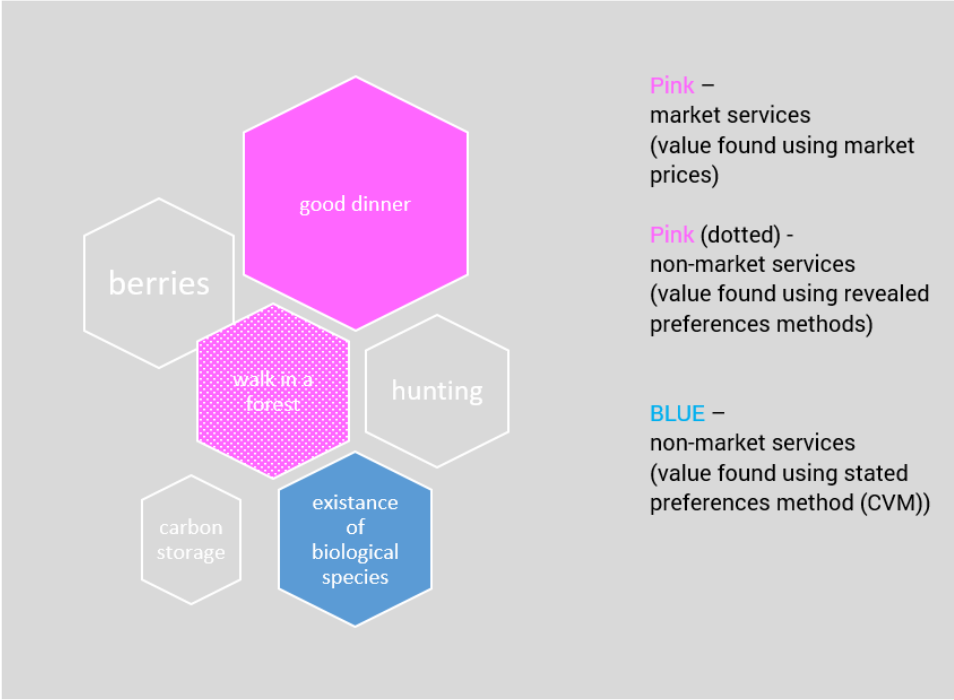 good dinner
berries
walk in a
forest
hunting
carbon
storage
existance
of
biological
species
Pink –
market services
(value found using market
prices)
Pink (dotted) -
non-market services
(value found using revealed
preferences methods)
BLUE –
non-market services
(value found using stated
preferences method (CVM))